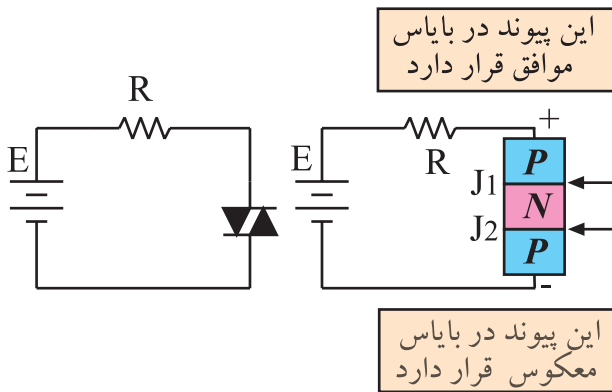 این پیوند در بایاس
موافق قرار دارد
R
E
E
R
+
P
J1
N
J2
P
-
این پیوند در بایاس
معکوس قرار دارد